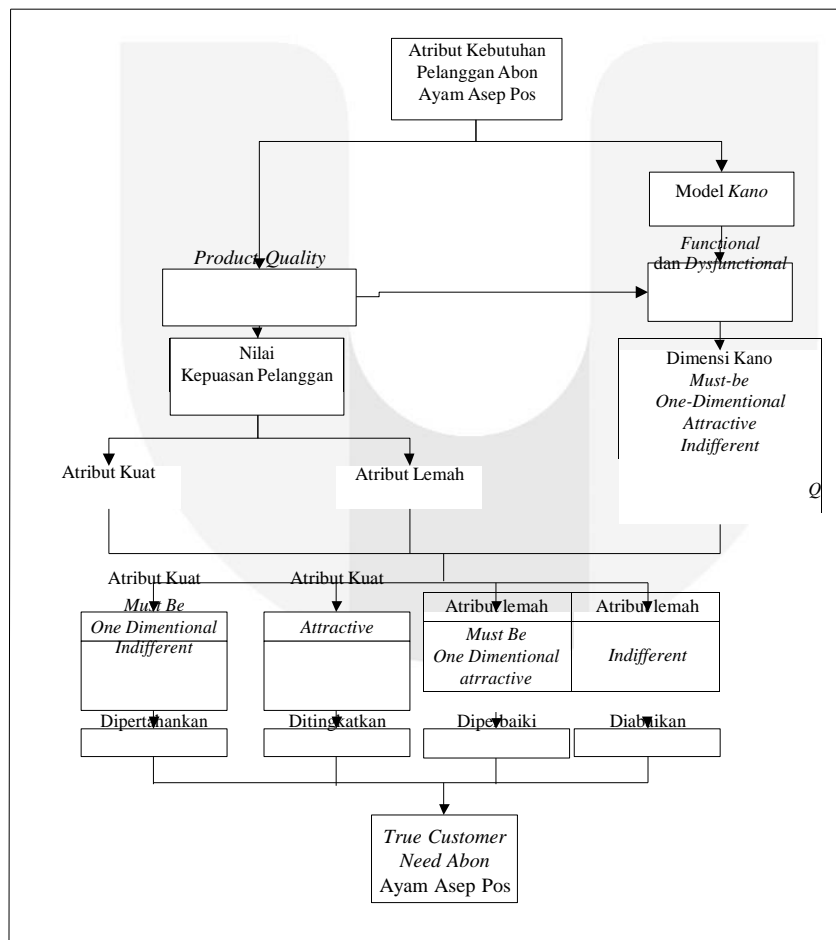 Atribut Kebutuhan
Pelanggan Abon
Ayam Asep Pos
Model Kano
Product Quality
Functional
dan Dysfunctional
Nilai
Kepuasan Pelanggan
Dimensi Kano
Must-be
One-Dimentional
Attractive
Indifferent
Q
Atribut Kuat
Atribut Lemah
Atribut Kuat
Must Be
One Dimentional
Indifferent
Atribut Kuat
Attractive
Atribut lemah
Must Be
One Dimentional
atrractive
Atribut lemah
Indifferent
Dipertahankan
Ditingkatkan
Diperbaiki
Diabaikan
True Customer
Need Abon
Ayam Asep Pos